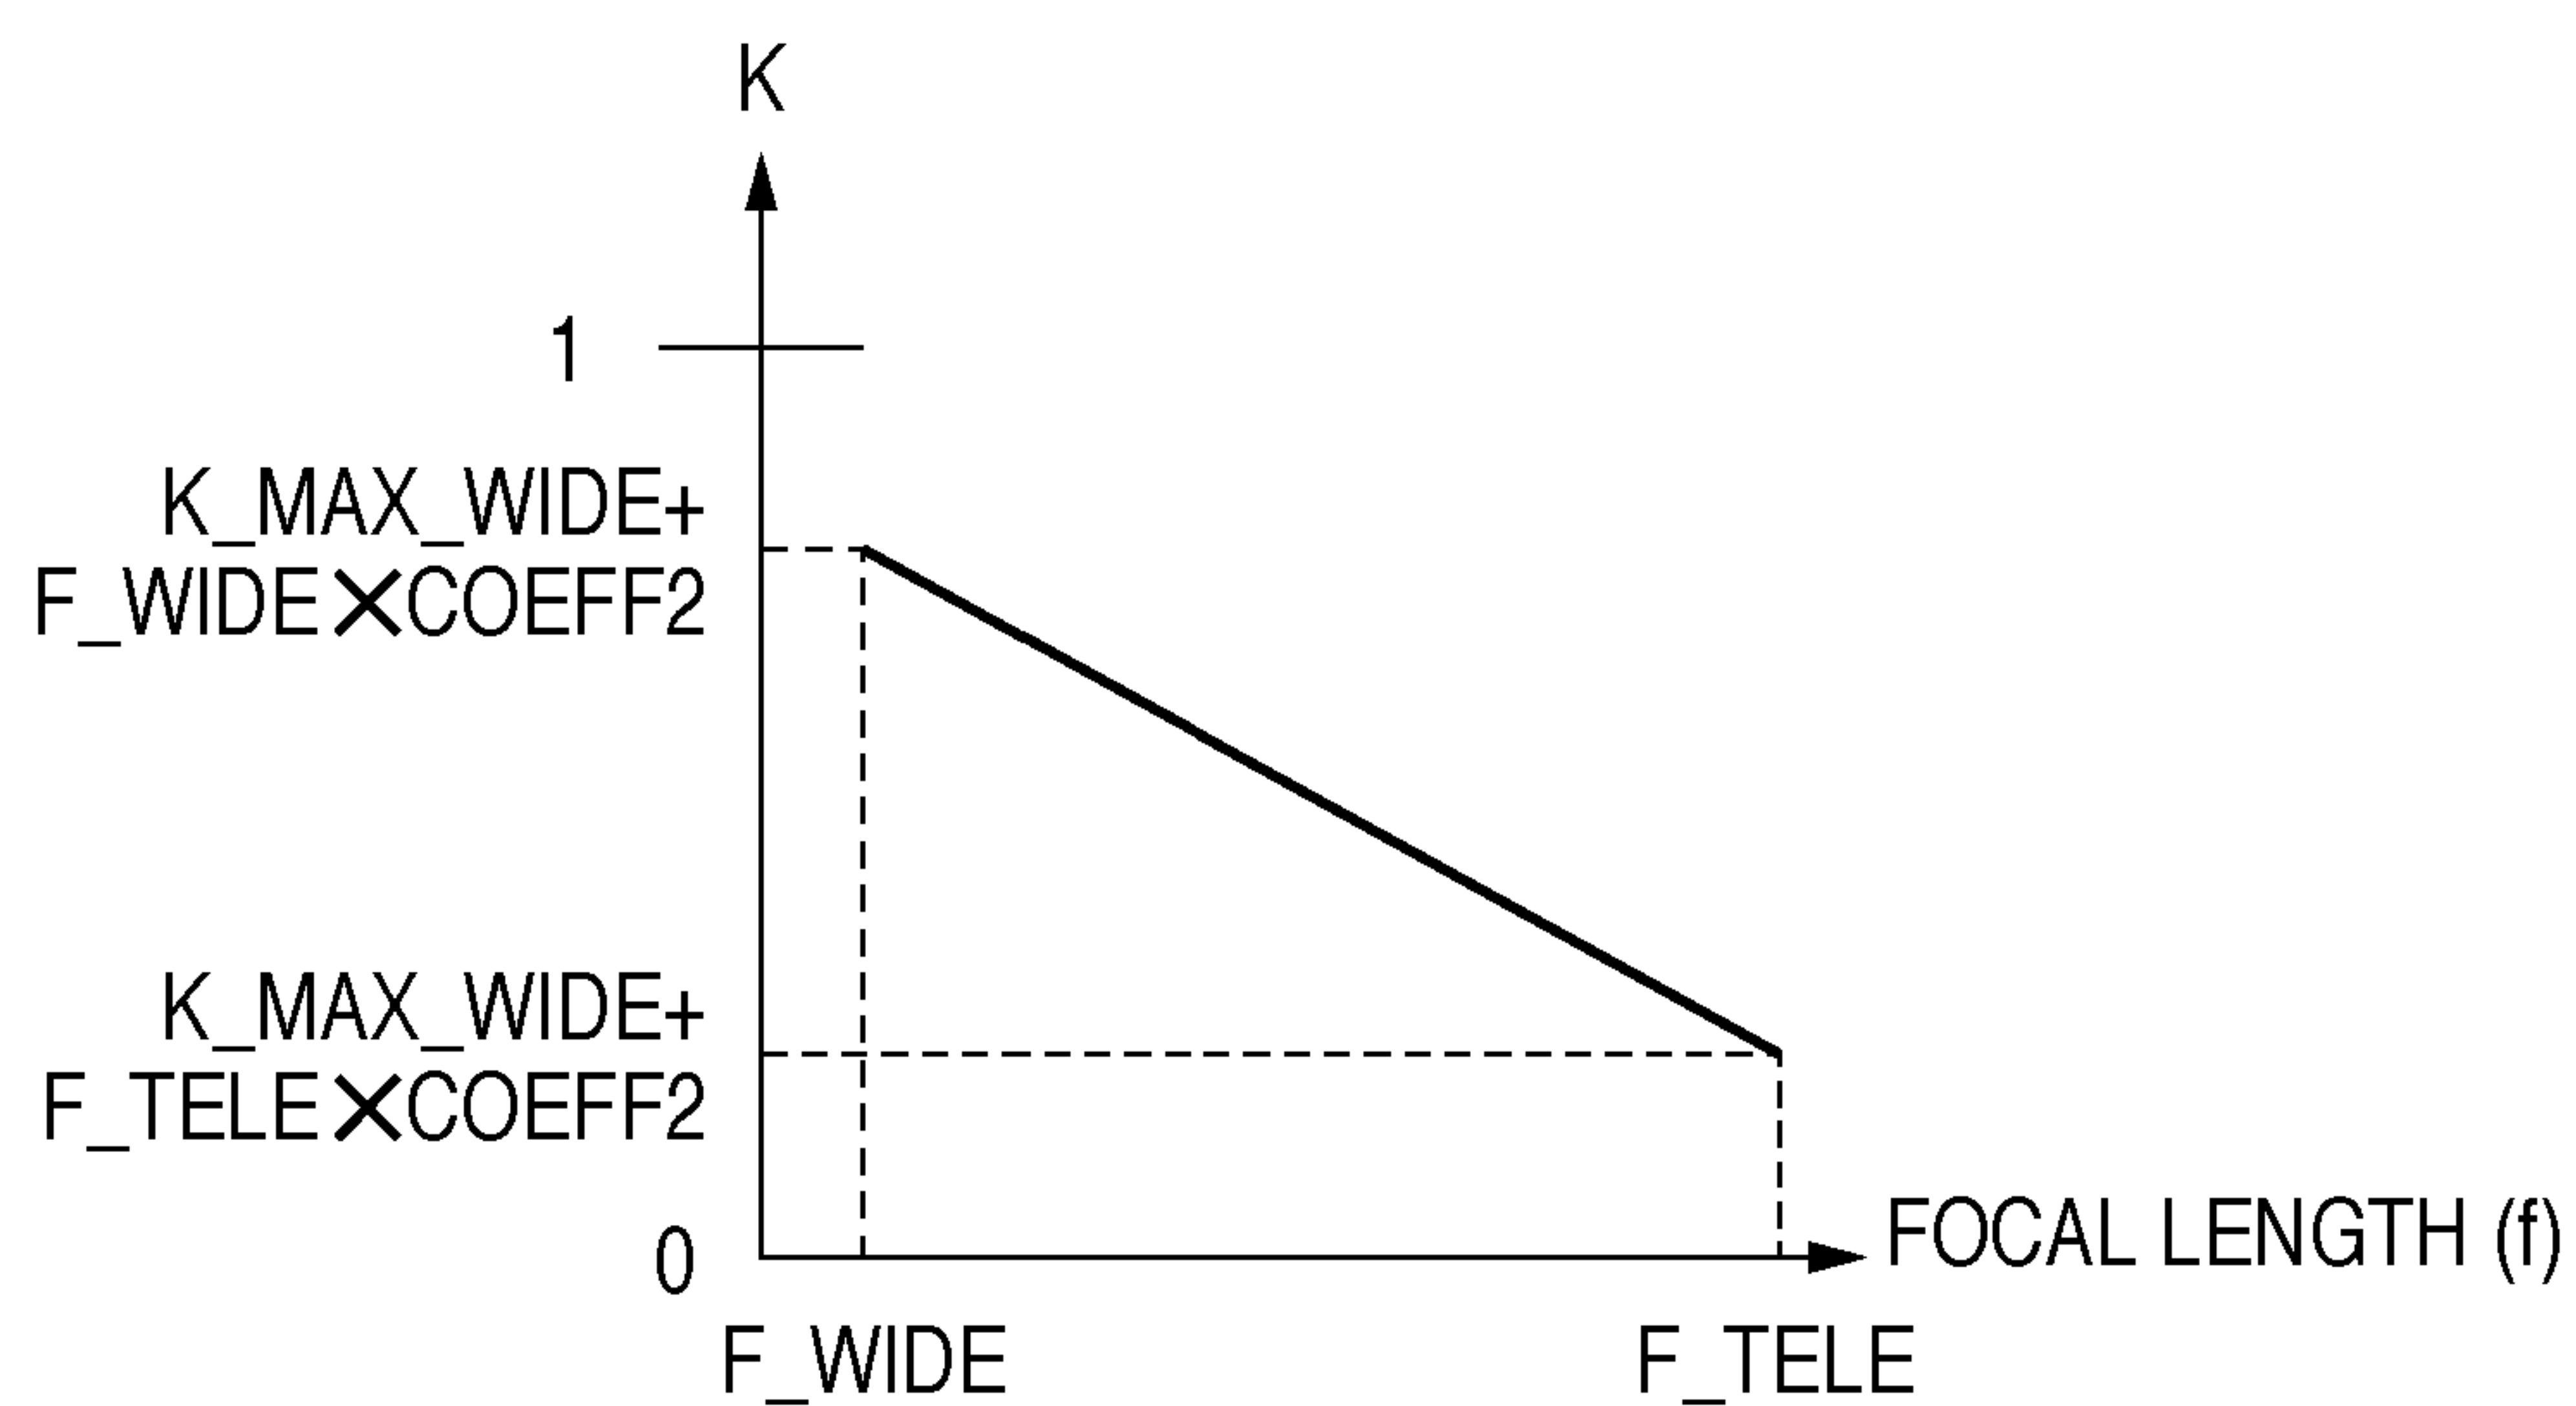 K
1
K_MAX_WIDE+
F_WIDE×COEFF2
K_MAX_WIDE+
F_TELE×COEFF2
0
FOCAL LENGTH (f)
F_WIDE
F_TELE